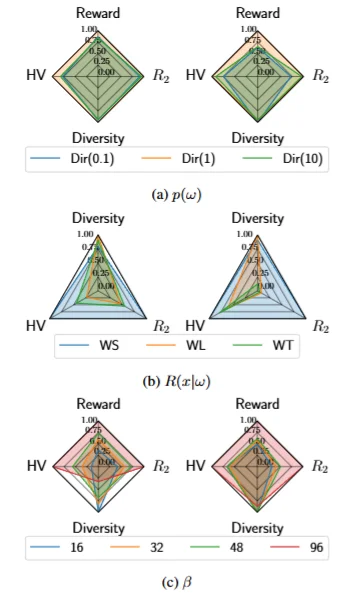 Reward Reward
1.00 1.00
0.75 0.75
0.50 0.50
0.25 0.25
HV 0.00 R₂ HV 0.00 R₂
Diversity Diversity
Dir(0.1) Dir(1) Dir(10)
(a) p(ω)
Diversity Diversity
1.00 1.00
0.75 0.75
0.50 0.50
0.25 0.25
0.00 0.00
HV R₂ HV R₂
WS WL WT
(b) R(x|ω)
Reward Reward
1.00 1.00
0.75 0.75
0.50 0.50
0.25 0.25
HV 0.00 R₂ HV 0.00 R₂
Diversity Diversity
16 32 48 96
(c) β